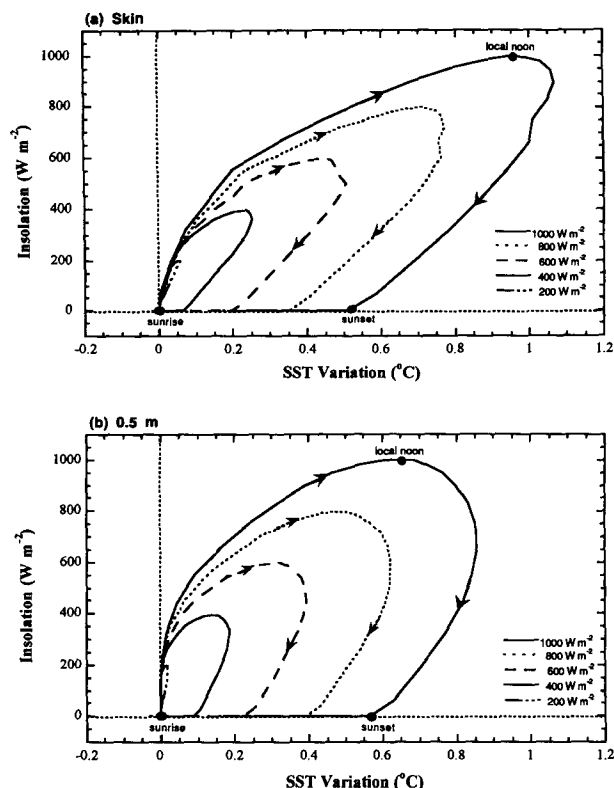 (a) Skin
local noon
1000
800
600
400
200
0
Insolation (W m⁻²)
1000 W m⁻²
800 W m⁻²
600 W m⁻²
400 W m⁻²
200 W m⁻²
sunrise
sunset
-0.2 0 0.2 0.4 0.6 0.8 1 1.2
SST Variation (°C)
(b) 0.5 m
local noon
1000
800
600
400
200
0
Insolation (W m⁻²)
1000 W m⁻²
800 W m⁻²
600 W m⁻²
400 W m⁻²
200 W m⁻²
sunrise
sunset
-0.2 0 0.2 0.4 0.6 0.8 1 1.2
SST Variation (°C)